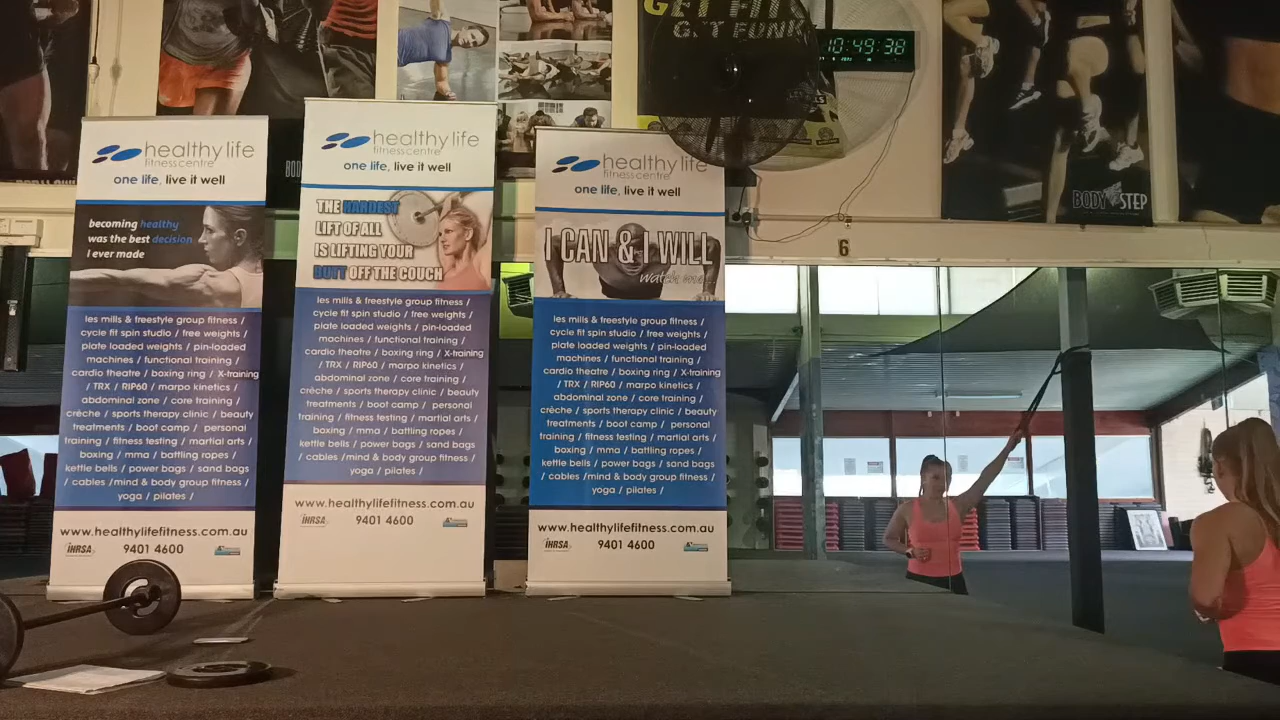 GET FIT
GET FUNK
10:49:38
BODY STEP
6
healthy life
fitness centre
one life, live it well
becoming healthy
was the best decision
I ever made
les mills & freestyle group fitness /
cycle fit spin studio / free weights /
plate loaded weights / pin-loaded
machines / functional training /
cardio theatre / boxing ring / X-training
/ TRX / RIP60 / marpo kinetics /
abdominal zone / core training /
crèche / sports therapy clinic / beauty
treatments / boot camp / personal
training / fitness testing / martial arts /
boxing / mma / battling ropes /
kettle bells / power bags / sand bags
/ cables /mind & body group fitness /
yoga / pilates /
www.healthylifefitness.com.au
IHRSA 9401 4600
healthy life
fitness centre
one life, live it well
THE HARDEST
LIFT OF ALL
IS LIFTING YOUR
BUTT OFF THE COUCH
les mills & freestyle group fitness /
cycle fit spin studio / free weights /
plate loaded weights / pin-loaded
machines / functional training /
cardio theatre / boxing ring / X-training
/ TRX / RIP60 / marpo kinetics /
abdominal zone / core training /
crèche / sports therapy clinic / beauty
treatments / boot camp / personal
training / fitness testing / martial arts /
boxing / mma / battling ropes /
kettle bells / power bags / sand bags
/ cables /mind & body group fitness /
yoga / pilates /
www.healthylifefitness.com.au
IHRSA 9401 4600
healthy life
fitness centre
one life, live it well
I CAN & I WILL
watch me
les mills & freestyle group fitness /
cycle fit spin studio / free weights /
plate loaded weights / pin-loaded
machines / functional training /
cardio theatre / boxing ring / X-training
/ TRX / RIP60 / marpo kinetics /
abdominal zone / core training /
crèche / sports therapy clinic / beauty
treatments / boot camp / personal
training / fitness testing / martial arts /
boxing / mma / battling ropes /
kettle bells / power bags / sand bags
/ cables /mind & body group fitness /
yoga / pilates /
www.healthylifefitness.com.au
IHRSA 9401 4600